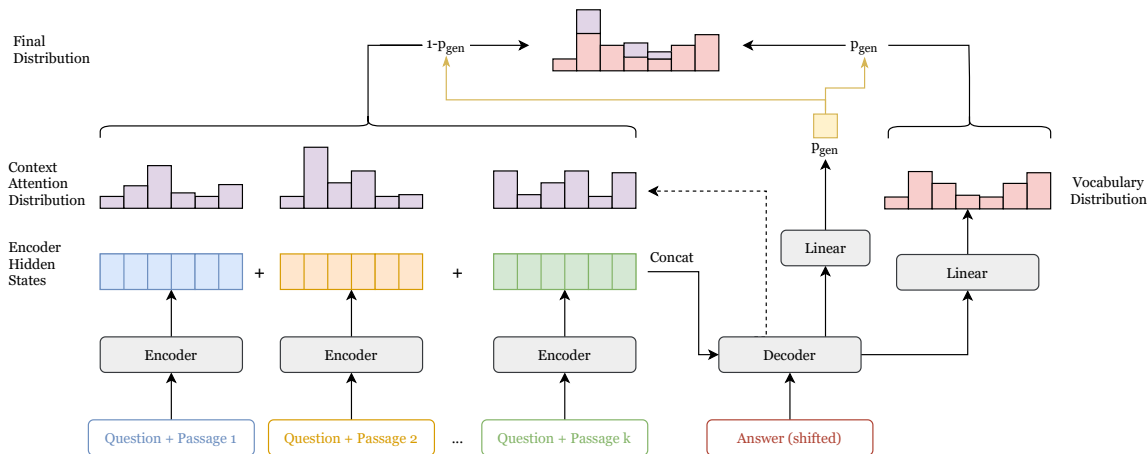 Final
Distribution
1-pgen
pgen
pgen
Context
Attention
Distribution
Vocabulary
Distribution
Encoder
Hidden
States
+
+
Concat
Linear
Linear
Encoder
Encoder
Encoder
Decoder
Question + Passage 1
Question + Passage 2
...
Question + Passage k
Answer (shifted)